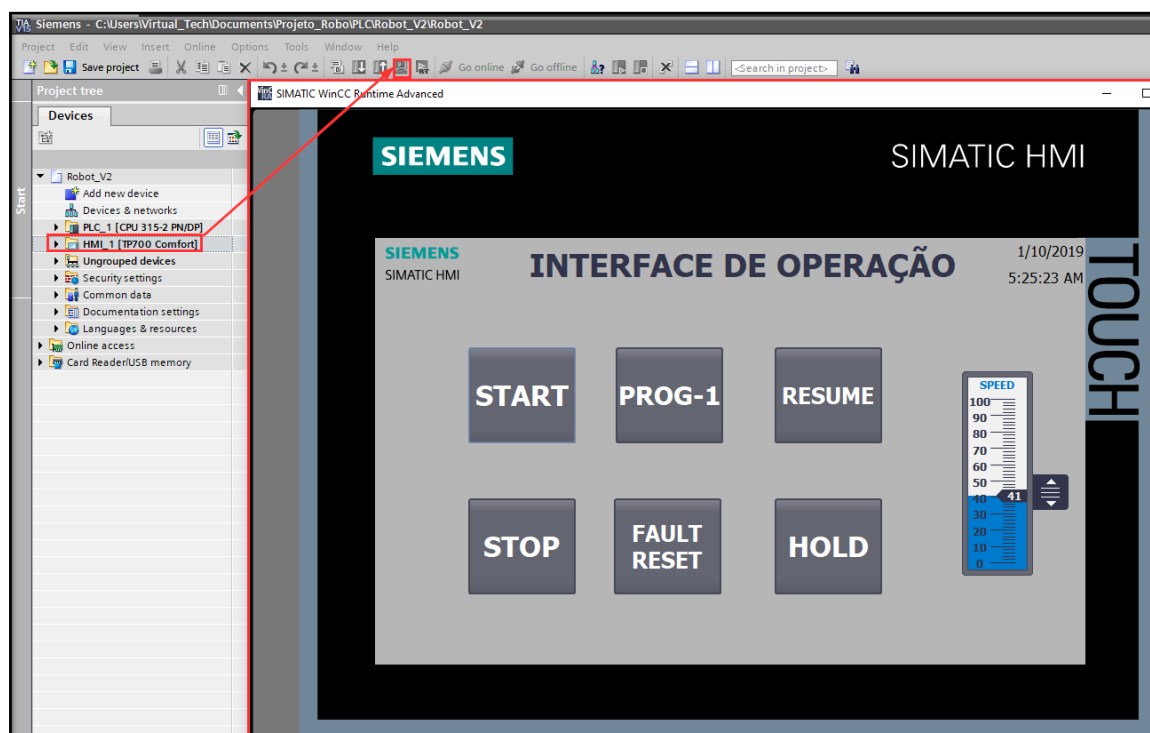 Siemens - C:\Users\Virtual_Tech\Documents\Projeto_Robo\PLC\Robot_V2\Robot_V2
Project Edit View Insert Online Options Tools Window Help
Save project Go online Go offline <Search in project>
Project tree
Devices
Start
Robot_V2
Add new device
Devices & networks
PLC_1 [CPU 315-2 PN/DP]
HMI_1 [TP700 Comfort]
Ungrouped devices
Security settings
Common data
Documentation settings
Languages & resources
Online access
Card Reader/USB memory
SIMATIC WinCC Runtime Advanced
SIEMENS
SIMATIC HMI
SIEMENS
SIMATIC HMI
INTERFACE DE OPERAÇÃO
1/10/2019
5:25:23 AM
TOUCH
START
PROG-1
RESUME
STOP
FAULT
RESET
HOLD
SPEED
100
90
80
70
60
50
40
41
30
20
10
0